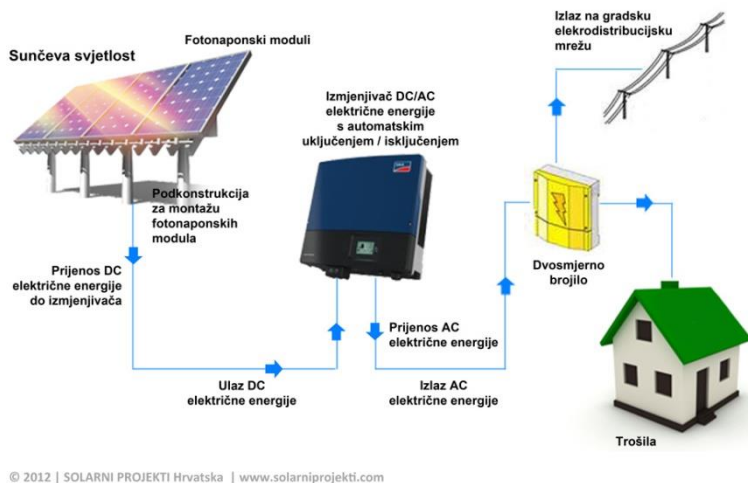 Sunčeva svjetlost
Fotonaponski moduli
Podkonstrukcija
za montažu
fotonaponskih
modula
Prijenos DC
električne energije
do izmjenjivača
Ulaz DC
električne energije
Izmjenjivač DC/AC
električne energije
s automatskim
uključenjem / isključenjem
Prijenos AC
električne energije
Izlaz AC
električne energije
Izlaz na gradsku
elekrodistribucijsku
mrežu
Dvosmjerno
brojilo
Trošila
© 2012 | SOLARNI PROJEKTI Hrvatska | www.solarniprojekti.com